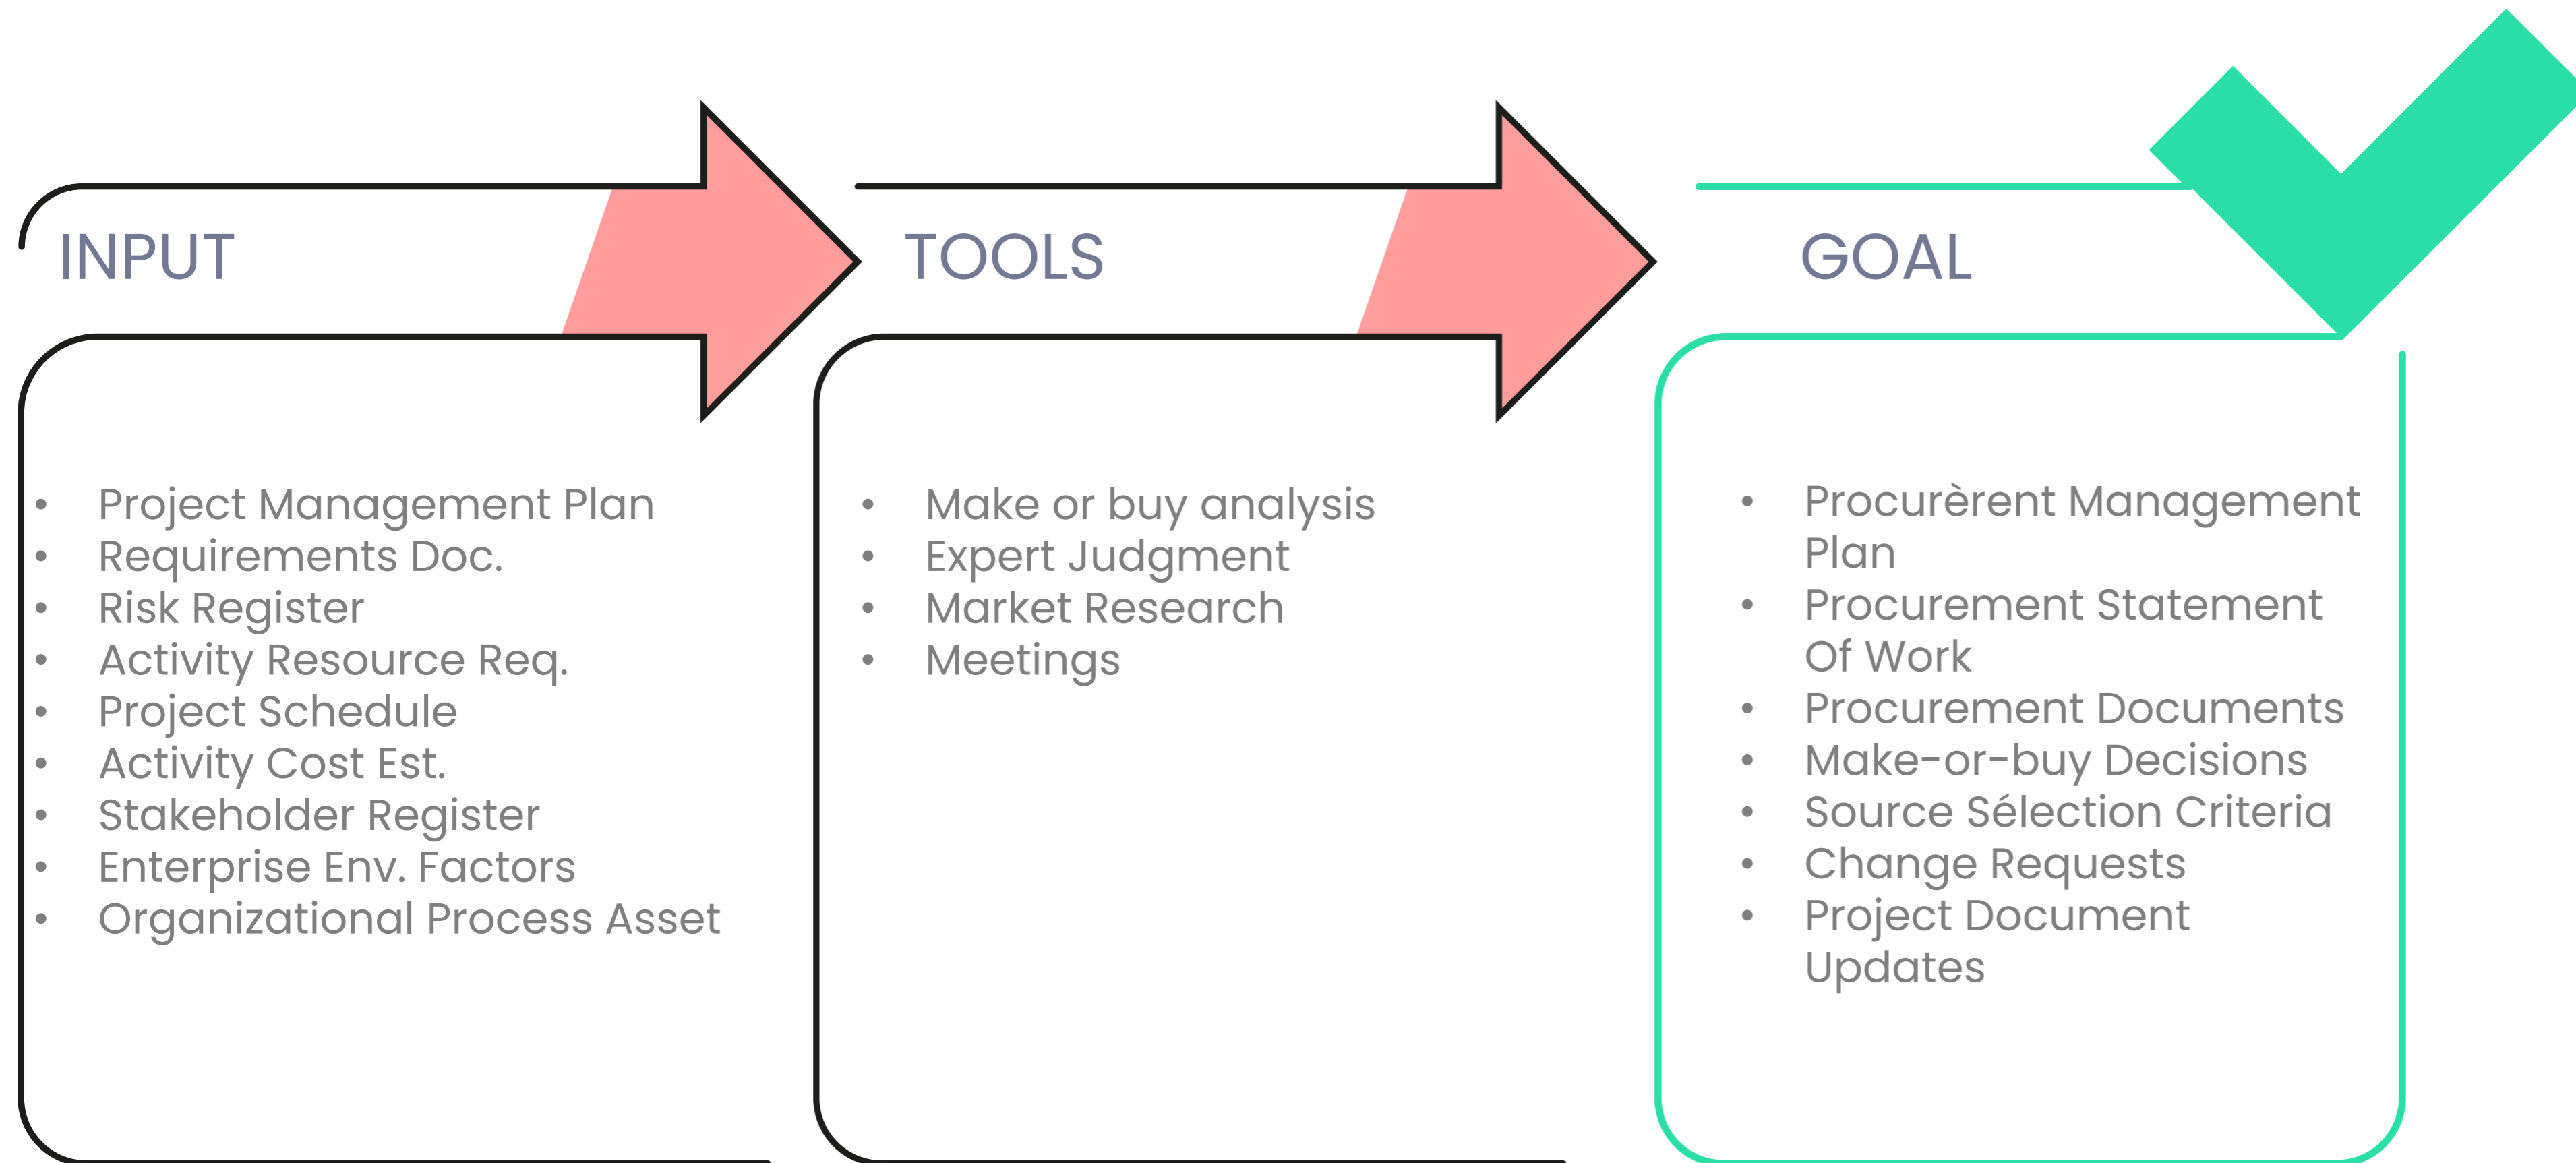 INPUT
• Project Management Plan
• Requirements Doc.
• Risk Register
• Activity Resource Req.
• Project Schedule
• Activity Cost Est.
• Stakeholder Register
• Enterprise Env. Factors
• Organizational Process Asset
TOOLS
• Make or buy analysis
• Expert Judgment
• Market Research
• Meetings
GOAL
• Procurèrent Management
Plan
• Procurement Statement
Of Work
• Procurement Documents
• Make-or-buy Decisions
• Source Sélection Criteria
• Change Requests
• Project Document
Updates